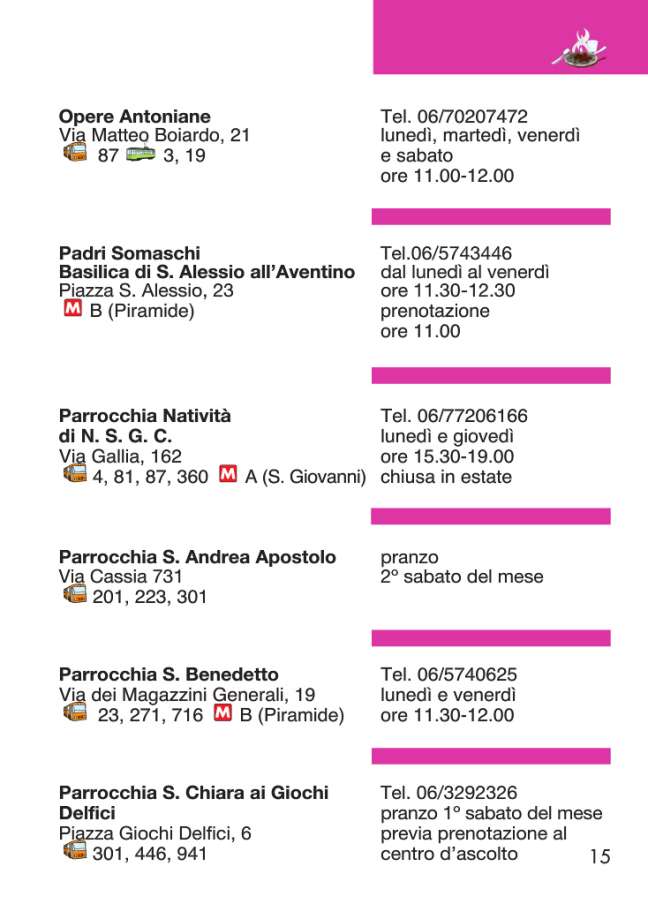 Opere Antoniane
Via Matteo Boiardo, 21
87 3, 19
Tel. 06/70207472
lunedì, martedì, venerdì
e sabato
ore 11.00-12.00
Padri Somaschi
Basilica di S. Alessio all'Aventino
Piazza S. Alessio, 23
M B (Piramide)
Tel.06/5743446
dal lunedì al venerdì
ore 11.30-12.30
prenotazione
ore 11.00
Parrocchia Natività
di N. S. G. C.
Via Gallia, 162
4, 81, 87, 360 M A (S. Giovanni)
Tel. 06/77206166
lunedì e giovedì
ore 15.30-19.00
chiusa in estate
Parrocchia S. Andrea Apostolo
Via Cassia 731
201, 223, 301
pranzo
2º sabato del mese
Parrocchia S. Benedetto
Via dei Magazzini Generali, 19
23, 271, 716 M B (Piramide)
Tel. 06/5740625
lunedì e venerdì
ore 11.30-12.00
Parrocchia S. Chiara ai Giochi
Delfici
Piazza Giochi Delfici, 6
301, 446, 941
Tel. 06/3292326
pranzo 1º sabato del mese
previa prenotazione al
centro d'ascolto
15